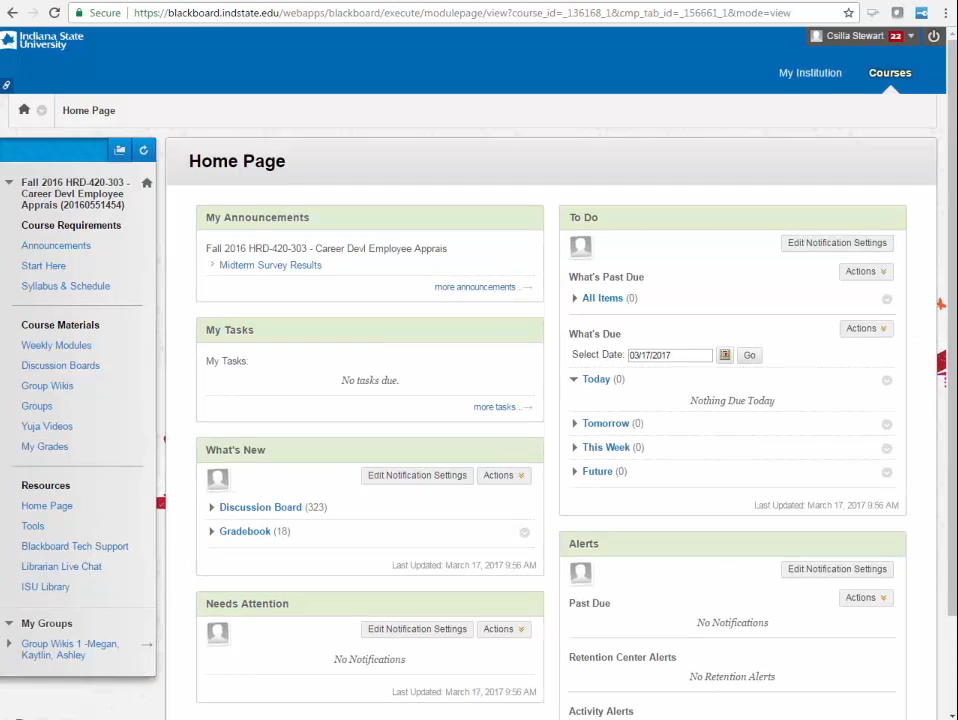 Secure https://blackboard.indstate.edu/webapps/blackboard/execute/modulepage/view?course_id=_136168_1&cmp_tab_id=_156661_1&mode=view
Indiana State
University
Csilla Stewart 22
My Institution
Courses
Home Page
Fall 2016 HRD-420-303 -
Career Devl Employee
Apprais (20160551454)
Course Requirements
Announcements
Start Here
Syllabus & Schedule
Course Materials
Weekly Modules
Discussion Boards
Group Wikis
Groups
Yuja Videos
My Grades
Resources
Home Page
Tools
Blackboard Tech Support
Librarian Live Chat
ISU Library
My Groups
Group Wikis 1 -Megan,
Kaytlin, Ashley
Home Page
My Announcements
Fall 2016 HRD-420-303 - Career Devl Employee Apprais
Midterm Survey Results
more announcements...
My Tasks
My Tasks:
No tasks due.
more tasks...
What's New
Edit Notification Settings
Actions
Discussion Board (323)
Gradebook (18)
Last Updated: March 17, 2017 9:56 AM
Needs Attention
Edit Notification Settings
Actions
No Notifications
Last Updated: March 17, 2017 9:56 AM
To Do
Edit Notification Settings
What's Past Due
Actions
All Items (0)
What's Due
Actions
Select Date: 03/17/2017 Go
Today (0)
Nothing Due Today
Tomorrow (0)
This Week (0)
Future (0)
Last Updated: March 17, 2017 9:56 AM
Alerts
Edit Notification Settings
Past Due
Actions
No Notifications
Retention Center Alerts
No Retention Alerts
Activity Alerts